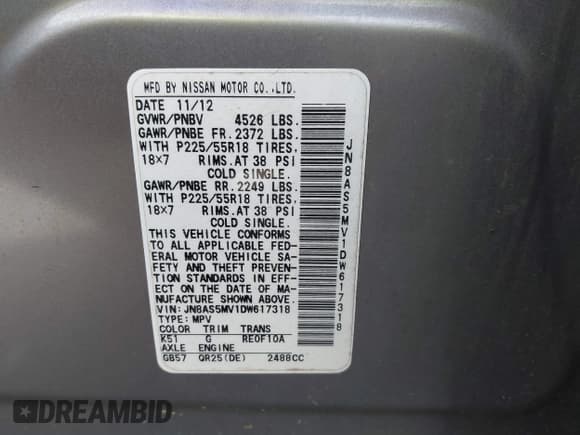 MFD BY NISSAN MOTOR CO.,LTD.
DATE 11/12
GVWR/PNBV 4526 LBS.
GAWR/PNBE FR. 2372 LBS.
WITH P225/55R18 TIRES,
18×7 RIMS.AT 38 PSI
COLD SINGLE.
GAWR/PNBE RR. 2249 LBS.
WITH P225/55R18 TIRES,
18×7 RIMS.AT 38 PSI
COLD SINGLE.
THIS VEHICLE CONFORMS
TO ALL APPLICABLE FED-
ERAL MOTOR VEHICLE SA-
FETY AND THEFT PREVEN-
TION STANDARDS IN EFF-
ECT ON THE DATE OF MA-
NUFACTURE SHOWN ABOVE.
VIN: JN8AS5MV1DW617318
TYPE: MPV
COLOR TRIM TRANS
K51 G RE0F10A
AXLE ENGINE
GB57 QR25(DE) 2488CC
JN8AS5MV1DW617318
DREAMBID